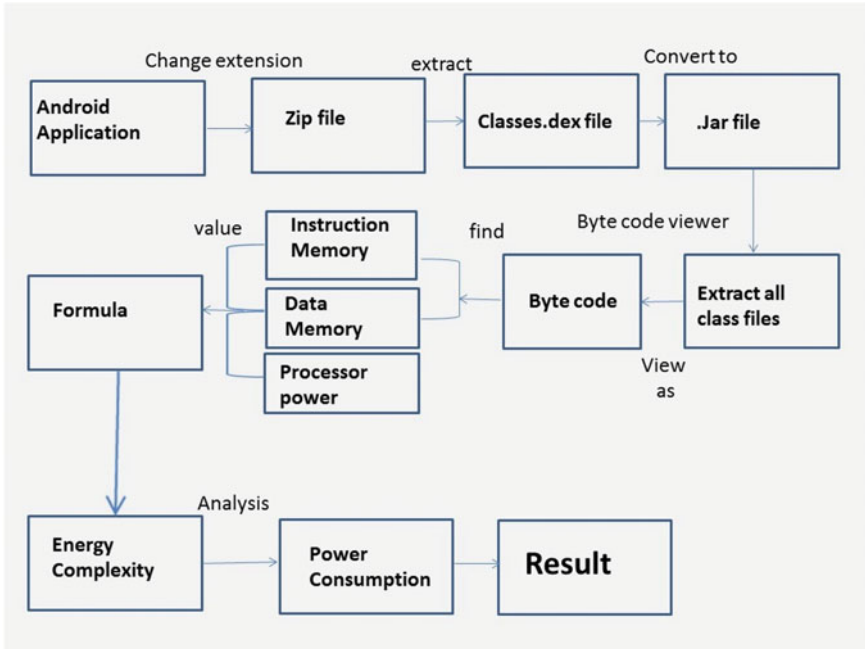 Change extension
extract
Convert to
Android
Application
Zip file
Classes.dex file
.Jar file
Byte code viewer
value
Instruction
Memory
find
Formula
Data
Memory
Byte code
Extract all
class files
Processor
power
View
as
Analysis
Energy
Complexity
Power
Consumption
Result